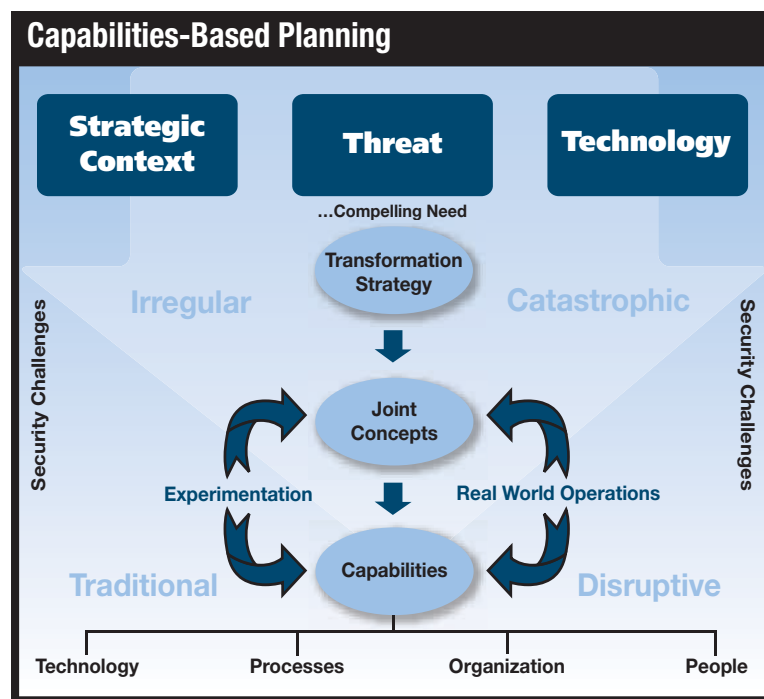 Capabilities-Based Planning
Strategic
Context
Threat
Technology
...Compelling Need
Transformation
Strategy
Irregular
Catastrophic
Security Challenges
Security Challenges
Joint
Concepts
Experimentation
Real World Operations
Capabilities
Traditional
Disruptive
Technology
Processes
Organization
People